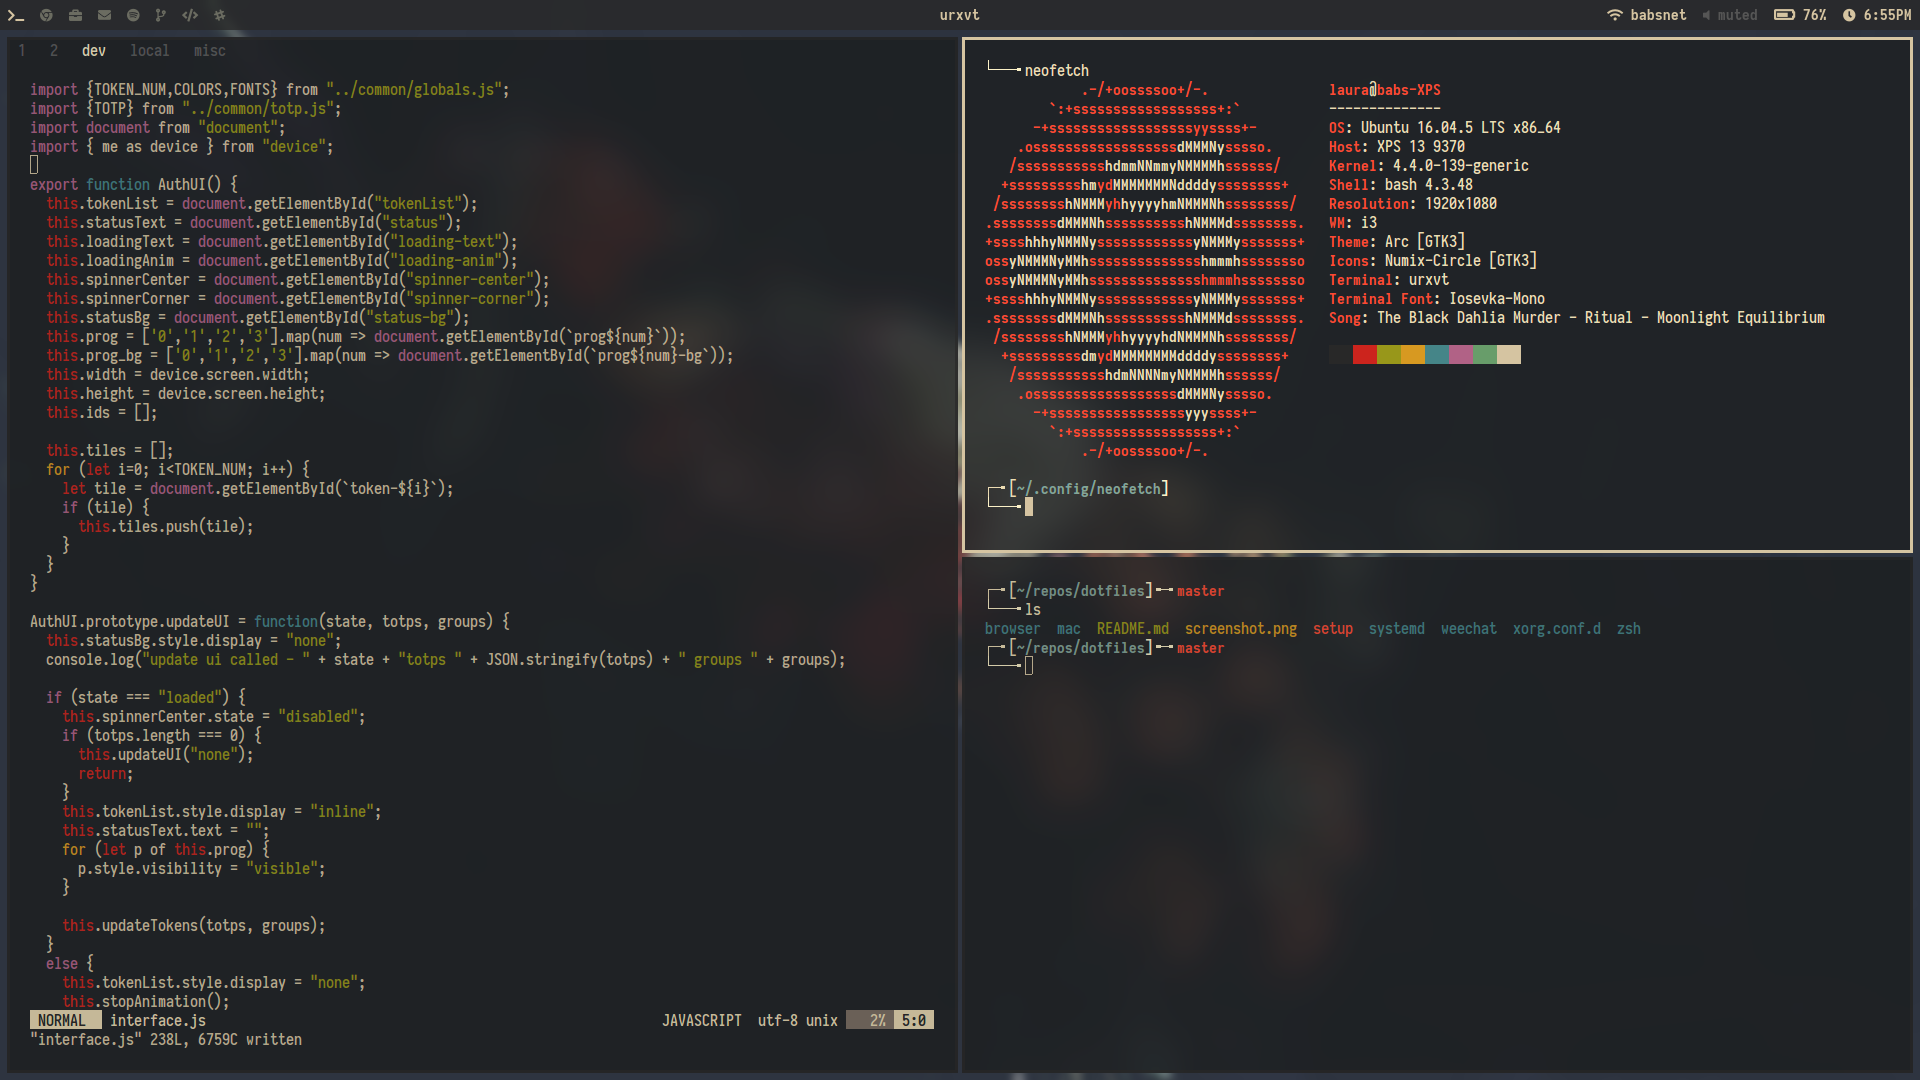 urxvt
babsnet muted 76% 6:55PM
1 2 dev local misc
import {TOKEN_NUM,COLORS,FONTS} from "../common/globals.js";
import {TOTP} from "../common/totp.js";
import document from "document";
import { me as device } from "device";
export function AuthUI() {
this.tokenList = document.getElementById("tokenList");
this.statusText = document.getElementById("status");
this.loadingText = document.getElementById("loading-text");
this.loadingAnim = document.getElementById("loading-anim");
this.spinnerCenter = document.getElementById("spinner-center");
this.spinnerCorner = document.getElementById("spinner-corner");
this.statusBg = document.getElementById("status-bg");
this.prog = ['0','1','2','3'].map(num => document.getElementById(`prog${num}`));
this.prog_bg = ['0','1','2','3'].map(num => document.getElementById(`prog${num}-bg`));
this.width = device.screen.width;
this.height = device.screen.height;
this.ids = [];
this.tiles = [];
for (let i=0; i<TOKEN_NUM; i++) {
let tile = document.getElementById(`token-${i}`);
if (tile) {
this.tiles.push(tile);
}
}
}
AuthUI.prototype.updateUI = function(state, totps, groups) {
this.statusBg.style.display = "none";
console.log("update ui called - " + state + "totps " + JSON.stringify(totps) + " groups " + groups);
if (state === "loaded") {
this.spinnerCenter.state = "disabled";
if (totps.length === 0) {
this.updateUI("none");
return;
}
this.tokenList.style.display = "inline";
this.statusText.text = "";
for (let p of this.prog) {
p.style.visibility = "visible";
}
this.updateTokens(totps, groups);
}
else {
this.tokenList.style.display = "none";
this.stopAnimation();
NORMAL interface.js JAVASCRIPT utf-8 unix 2% 5:0
"interface.js" 238L, 6759C written
neofetch
.-/+oossssoo+/-.
`:+ssssssssssssssssss+:`
-+ssssssssssssssssssyyssss+-
.ossssssssssssssssssdMMMNysssso.
/ssssssssssshdmmNNmmyNMMMMhssssss/
+ssssssssshmydMMMMMMMNddddyssssssss+
/sssssssshNMMMyhhyyyyhmNMMMNhssssssss/
.ssssssssdMMMNhsssssssssshNMMMdssssssss.
+sssshhhyNMMNyssssssssssssyNMMMysssssss+
ossyNMMMNyMMhsssssssssssssshmmmhssssssso
ossyNMMMNyMMhsssssssssssssshmmmhssssssso
+sssshhhyNMMNyssssssssssssyNMMMysssssss+
.ssssssssdMMMNhsssssssssshNMMMdssssssss.
/sssssssshNMMMyhhyyyyhdNMMMNhssssssss/
+sssssssssdmydMMMMMMMMddddyssssssss+
/ssssssssssshdmNNNNmyNMMMMhssssss/
.ossssssssssssssssssdMMMNysssso.
-+sssssssssssssssssyyyssss+-
`:+ssssssssssssssssss+:`
.-/+oossssoo+/-.
laura@babs-XPS
--------------
OS: Ubuntu 16.04.5 LTS x86_64
Host: XPS 13 9370
Kernel: 4.4.0-139-generic
Shell: bash 4.3.48
Resolution: 1920x1080
WM: i3
Theme: Arc [GTK3]
Icons: Numix-Circle [GTK3]
Terminal: urxvt
Terminal Font: Iosevka-Mono
Song: The Black Dahlia Murder - Ritual - Moonlight Equilibrium
[~/.config/neofetch]
[~/repos/dotfiles] master
ls
browser mac README.md screenshot.png setup systemd weechat xorg.conf.d zsh
[~/repos/dotfiles] master